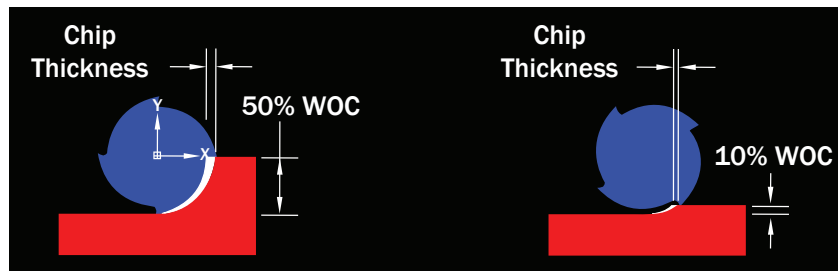 Chip
Thickness
50% WOC
Y
X
Chip
Thickness
10% WOC